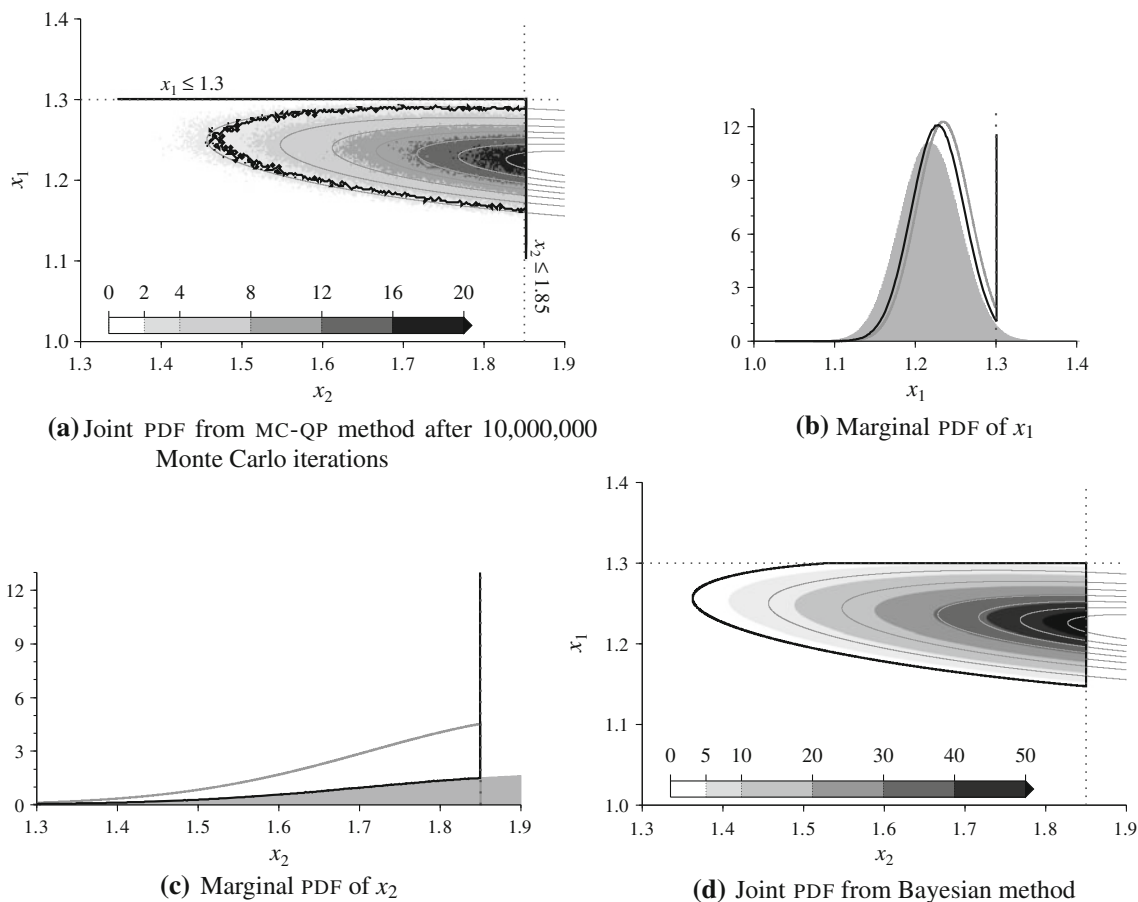 1.4
1.3
1.2
1.1
1.0
x1
x1 ≤ 1.3
x2 ≤ 1.85
0 2 4 8 12 16 20
1.3 1.4 1.5 1.6 1.7 1.8 1.9
x2
(a) Joint PDF from MC-QP method after 10,000,000
Monte Carlo iterations
12
9
6
3
0
1.0 1.1 1.2 1.3 1.4
x1
(b) Marginal PDF of x1
12
9
6
3
0
1.3 1.4 1.5 1.6 1.7 1.8 1.9
x2
(c) Marginal PDF of x2
1.4
1.3
1.2
1.1
1.0
x1
0 5 10 20 30 40 50
1.3 1.4 1.5 1.6 1.7 1.8 1.9
x2
(d) Joint PDF from Bayesian method